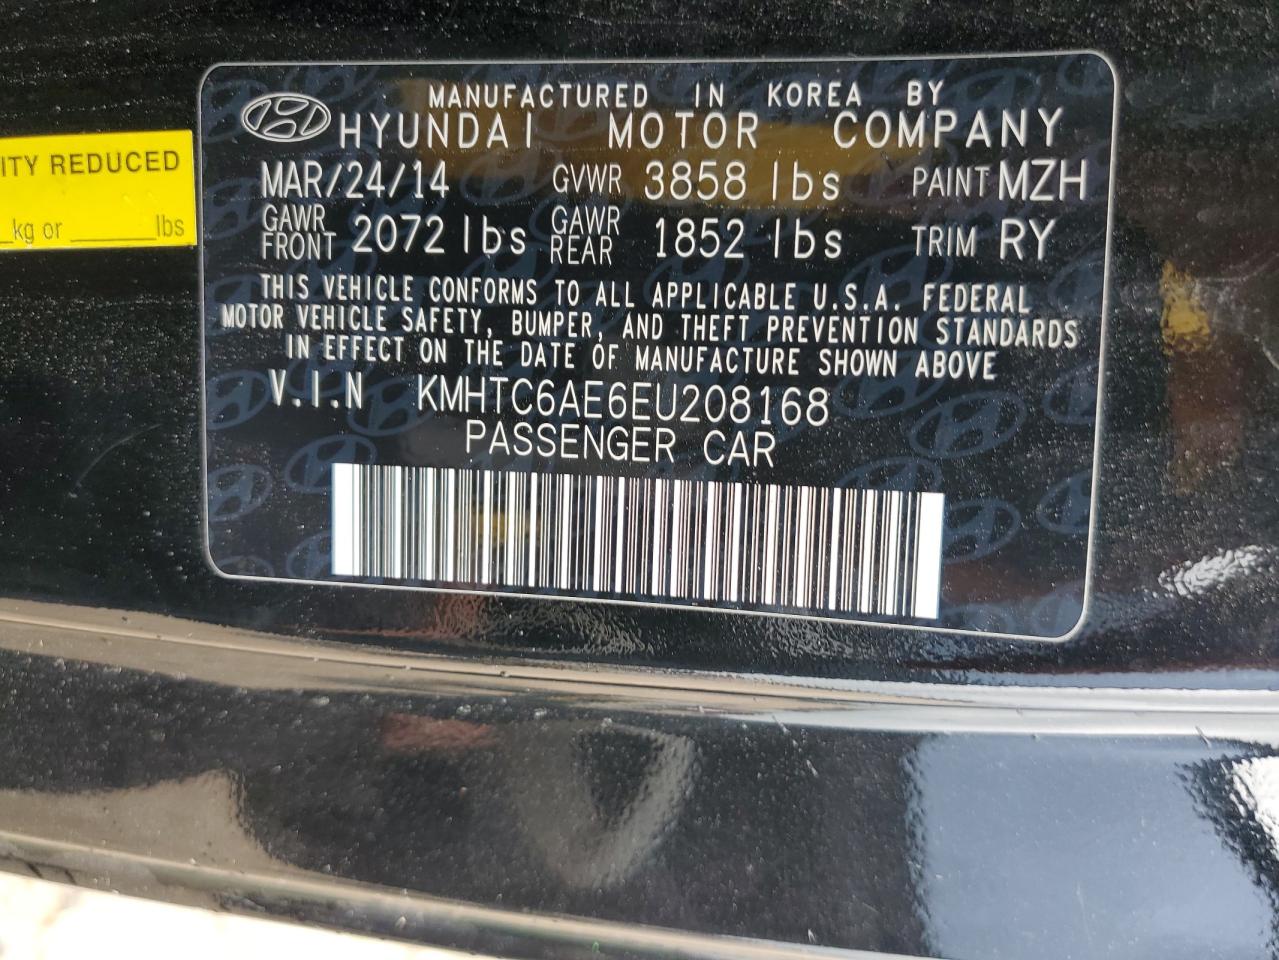 MANUFACTURED IN KOREA BY
HYUNDAI MOTOR COMPANY
MAR/24/14 GVWR 3858 lbs PAINT MZH
GAWR FRONT 2072 lbs GAWR REAR 1852 lbs TRIM RY
THIS VEHICLE CONFORMS TO ALL APPLICABLE U.S.A. FEDERAL
MOTOR VEHICLE SAFETY, BUMPER, AND THEFT PREVENTION STANDARDS
IN EFFECT ON THE DATE OF MANUFACTURE SHOWN ABOVE
V.I.N KMHTC6AE6EU208168
PASSENGER CAR
ITY REDUCED
kg or lbs